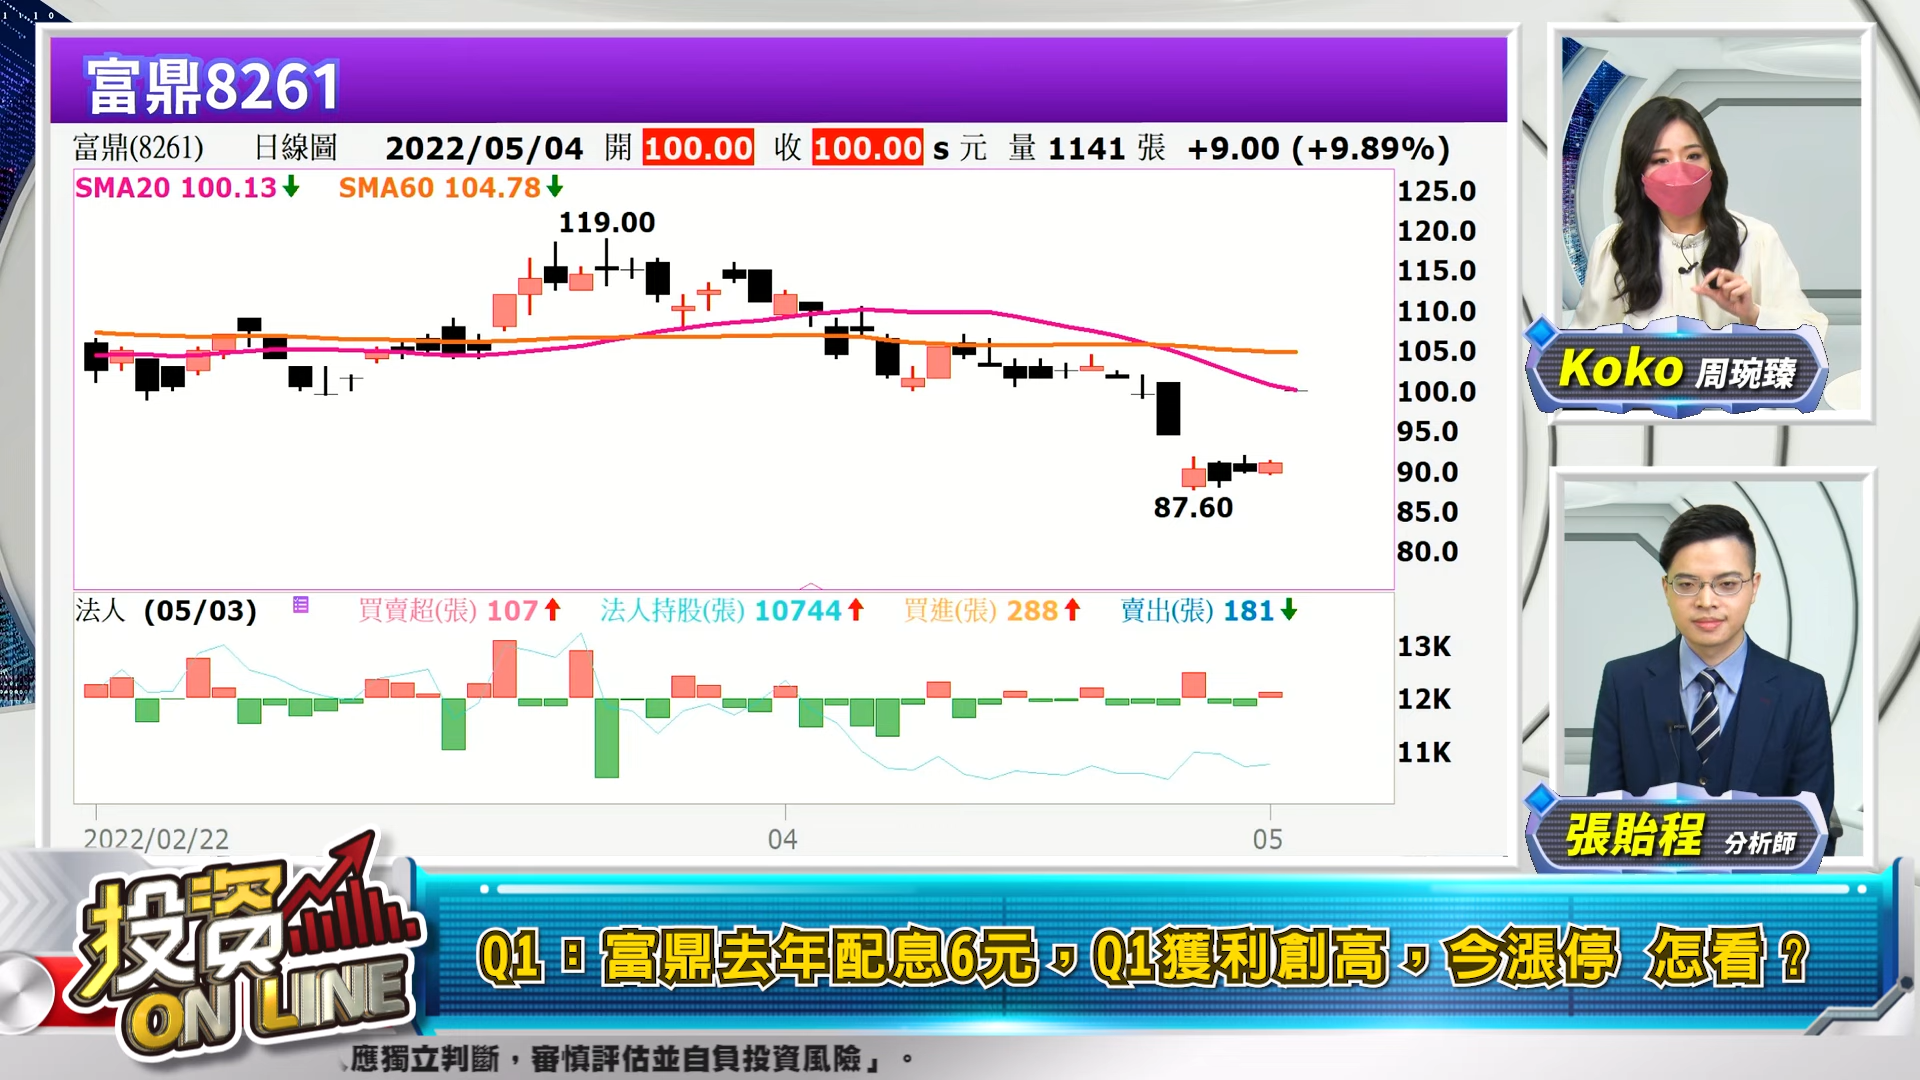 富鼎8261
富鼎(8261) 日線圖 2022/05/04 開 100.00 收 100.00 s 元 量 1141 張 +9.00 (+9.89%)
SMA20 100.13↓ SMA60 104.78↓
119.00
87.60
125.0
120.0
115.0
110.0
105.0
100.0
95.0
90.0
85.0
80.0
法人 (05/03) 買賣超(張) 107↑ 法人持股(張) 10744↑ 買進(張) 288↑ 賣出(張) 181↓
13K
12K
11K
2022/02/22 04 05
Koko 周琬臻
張貽程 分析師
投資
ON LINE
Q1：富鼎去年配息6元，Q1獲利創高，今漲停 怎看？
應獨立判斷，審慎評估並自負投資風險」。